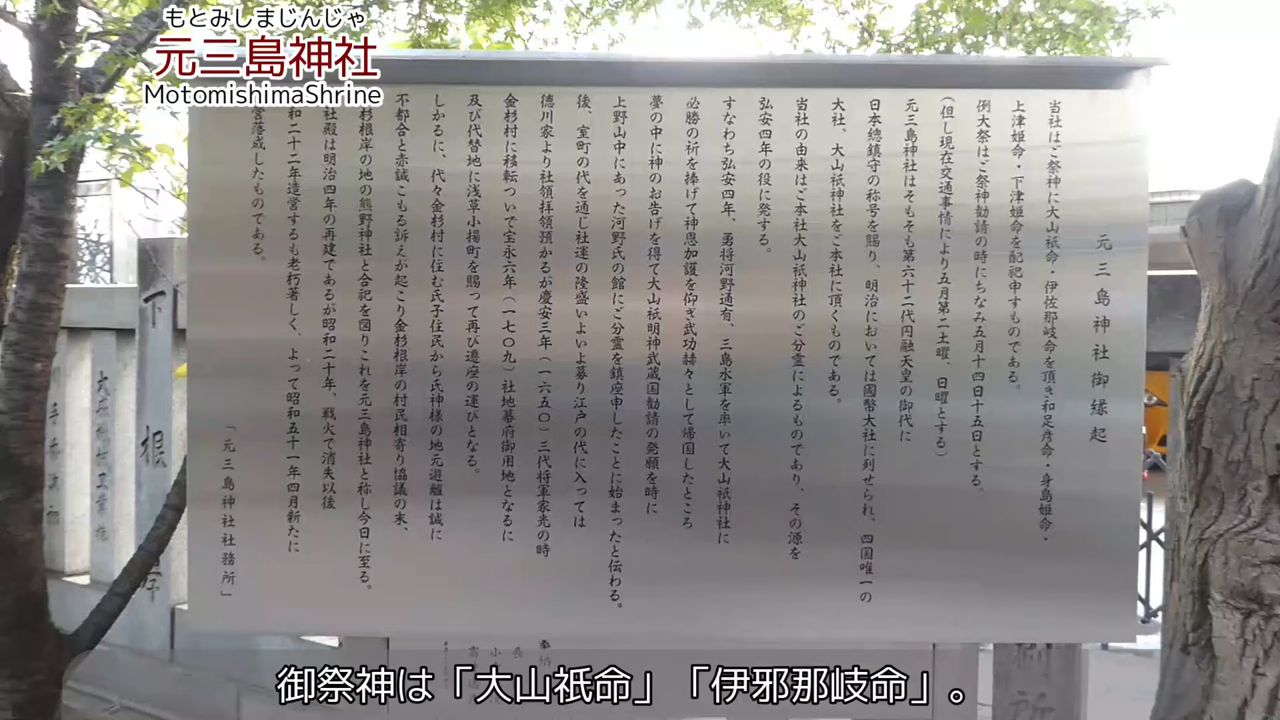 もとみしまじんじゃ
元三島神社
MotomishimaShrine
元三島神社御縁起
当社はご祭神に大山祇命・伊佐那岐命を頂き和足彦命・身島姫命・
上津姫命・下津姫命を配祀申すものである。
例大祭はご祭神勧請の時にちなみ五月十四日十五日とする。
(但し現在交通事情により五月第二土曜、日曜とする)
元三島神社はそもそも第六十二代円融天皇の御代に
日本總鎮守の称号を賜り、明治においては國幣大社に列せられ、四国唯一の
大社、大山祇神社をご本社に頂くものである。
当社の由来はご本社大山祇神社のご分霊によるものであり、その源を
弘安四年の役に発する。
すなわち弘安四年、勇将河野通有、三島水軍を率いて大山祇神社に
必勝の祈を捧げて神恩加護を仰ぎ武功赫々として帰国したところ
夢の中に神のお告げを得て大山祇明神武蔵国勧請の発願を時に
上野山中にあった河野氏の館にご分霊を鎮座申したことに始まったと伝わる。
後、室町の代を通し社運の隆盛いよいよ募り江戸の代に入っては
徳川家より社領拝領預かるが慶安三年(一六五〇)三代将軍家光の時
金杉村に移転ついで宝永六年(一七〇九)社地幕府御用地となるに
及び代替地に浅草小揚町を賜って再び遷座の運びとなる。
しかるに、代々金杉村に住む氏子住民から氏神様の地元遊離は誠に
不都合と赤誠こもる訴えが起こり金杉根岸の村民相寄り協議の末、
杉根岸の地の熊野神社と合祀を図りこれを元三島神社と称し今日に至る。
社殿は明治四年の再建であるが昭和二十年、戦火で消失以後
和二十二年造営するも老朽著しく、よって昭和五十一年四月新たに
営落成したものである。
「元三島神社社務所」
下根岸
奉納
御祭神は「大山祇命」「伊邪那岐命」。